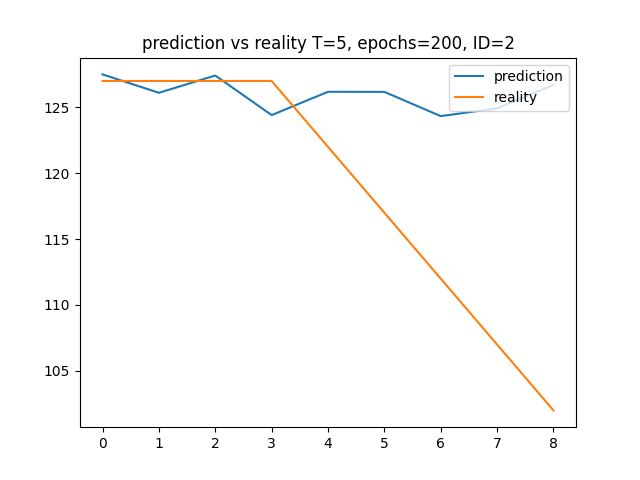 prediction vs reality T=5, epochs=200, ID=2
prediction
reality
125
120
115
110
105
0 1 2 3 4 5 6 7 8